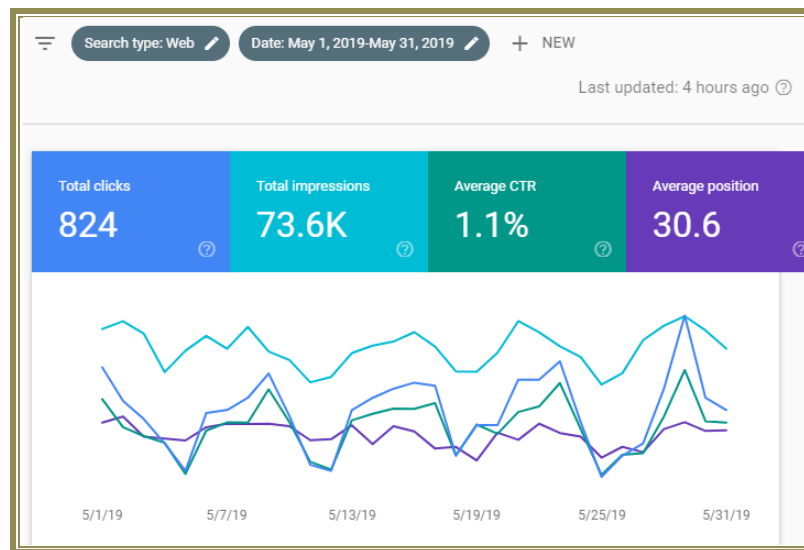 Search type: Web Date: May 1, 2019-May 31, 2019 + NEW
Last updated: 4 hours ago ?
Total clicks Total impressions Average CTR Average position
824 73.6K 1.1% 30.6
? ? ? ?
5/1/19 5/7/19 5/13/19 5/19/19 5/25/19 5/31/19